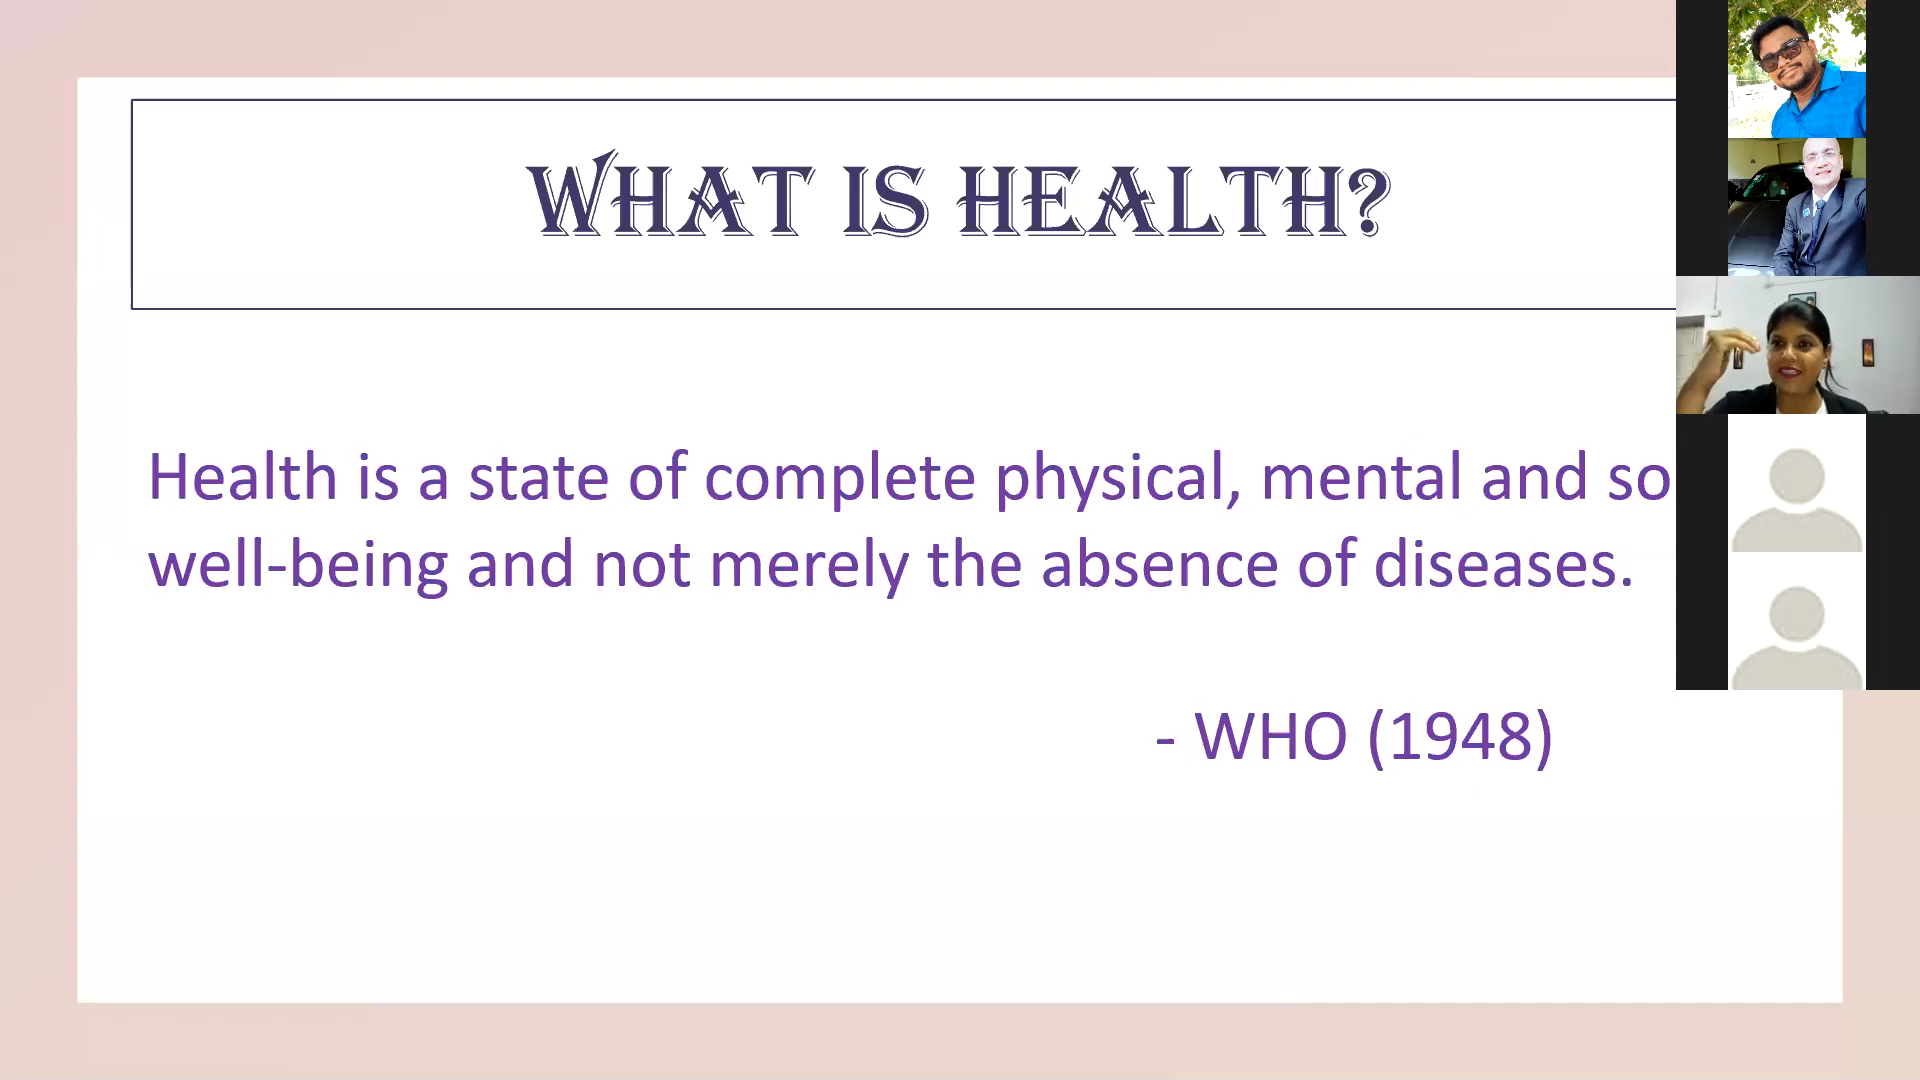 WHAT IS HEALTH?
Health is a state of complete physical, mental and so
well-being and not merely the absence of diseases.
- WHO (1948)